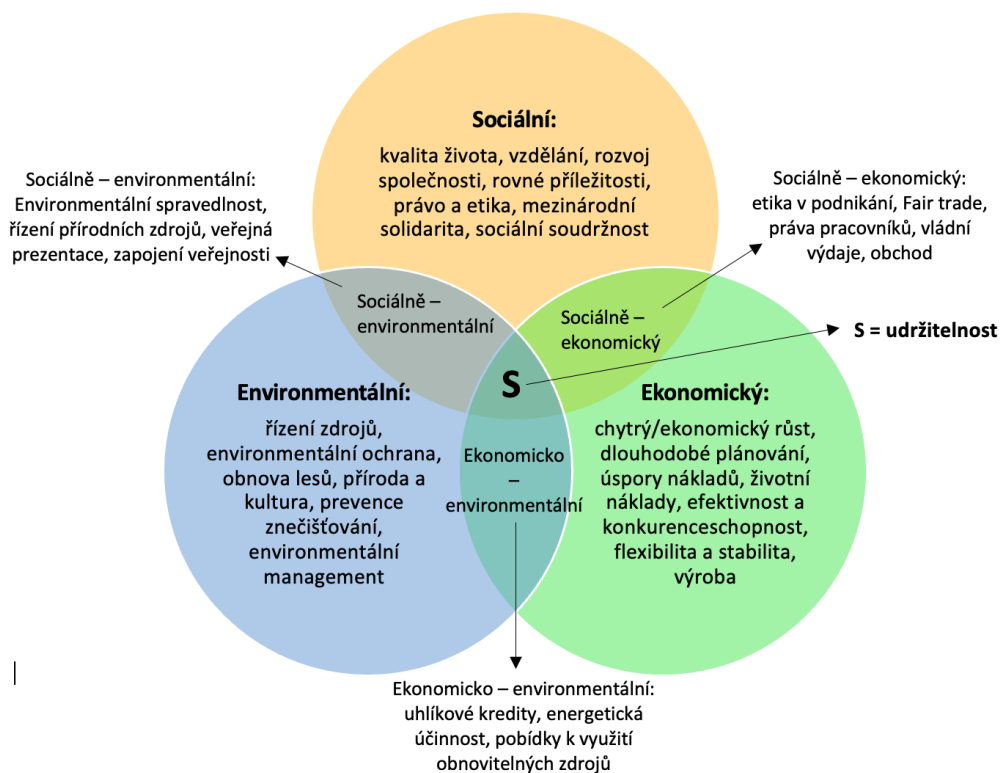 Sociální:
kvalita života, vzdělání, rozvoj
společnosti, rovné příležitosti,
právo a etika, mezinárodní
solidarita, sociální soudržnost
Sociálně – environmentální:
Environmentální spravedlnost,
řízení přírodních zdrojů, veřejná
prezentace, zapojení veřejnosti
Sociálně – ekonomický:
etika v podnikání, Fair trade,
práva pracovníků, vládní
výdaje, obchod
Sociálně –
environmentální
Sociálně –
ekonomický
S = udržitelnost
S
Environmentální:
řízení zdrojů,
environmentální ochrana,
obnova lesů, příroda a
kultura, prevence
znečišťování,
environmentální
management
Ekonomicko
–
environmentální
Ekonomický:
chytrý/ekonomický růst,
dlouhodobé plánování,
úspory nákladů, životní
náklady, efektivnost a
konkurenceschopnost,
flexibilita a stabilita,
výroba
Ekonomicko – environmentální:
uhlíkové kredity, energetická
účinnost, pobídky k využití
obnovitelných zdrojů